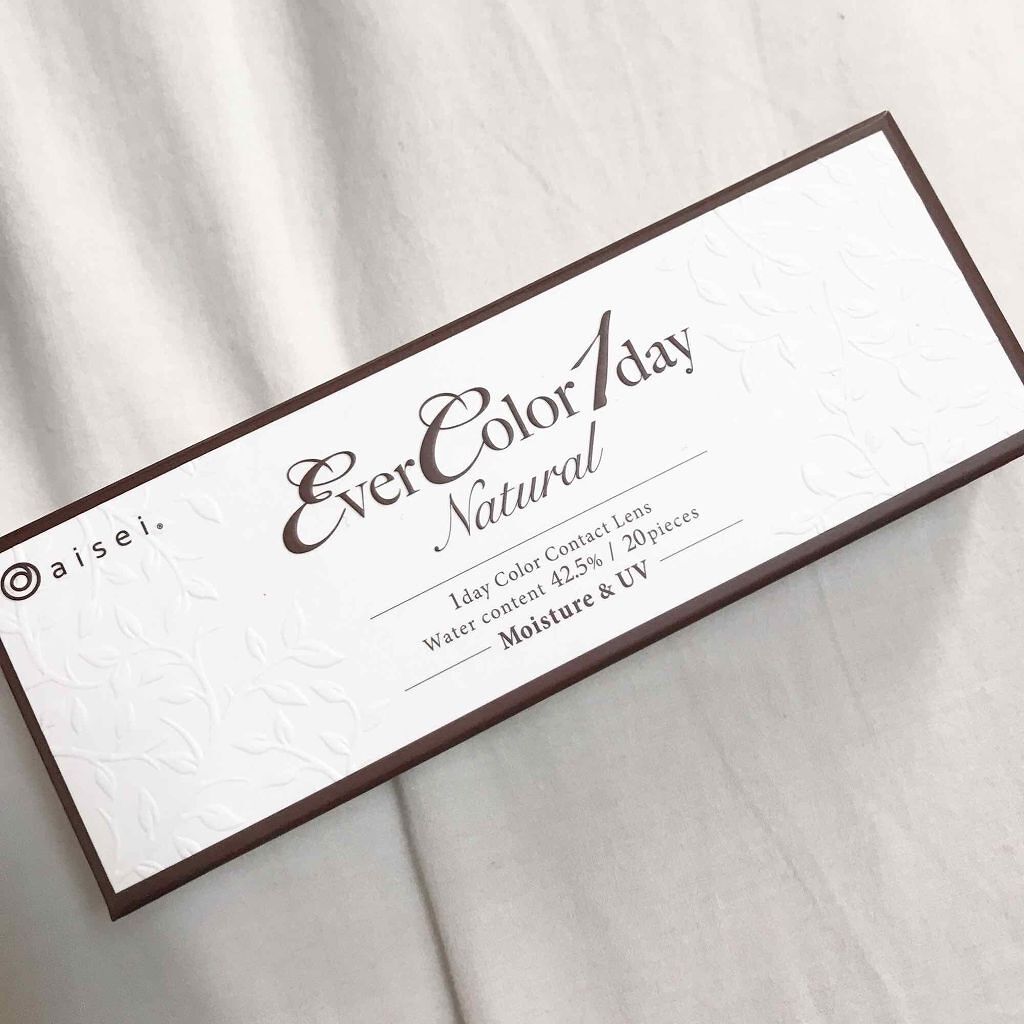 EverColor1day
Natural
aisei®
1day Color Contact Lens
Water content 42.5% / 20pieces
Moisture & UV